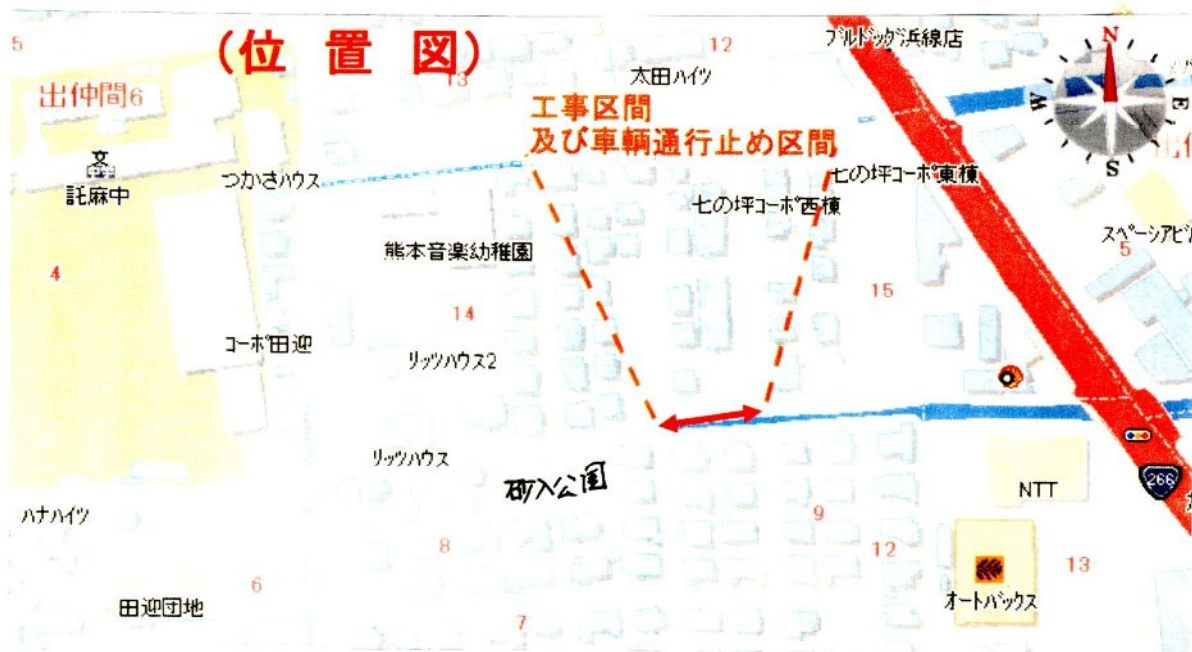 (位 置 図)
ブルドッグ浜線店
N
12
5
太田ハイツ
13
出仲間6
工事区間
及び車輌通行止め区間
W
E
S
文
託麻中
つかさハウス
七の坪コーポ東棟
七の坪コーポ西棟
スペーシアビル
5
熊本音楽幼稚園
4
15
14
コーポ田迎
リッツハウス2
リッツハウス
砂入公園
NTT
266
ハナハイツ
9
8
12
13
6
オートバックス
田迎団地
7